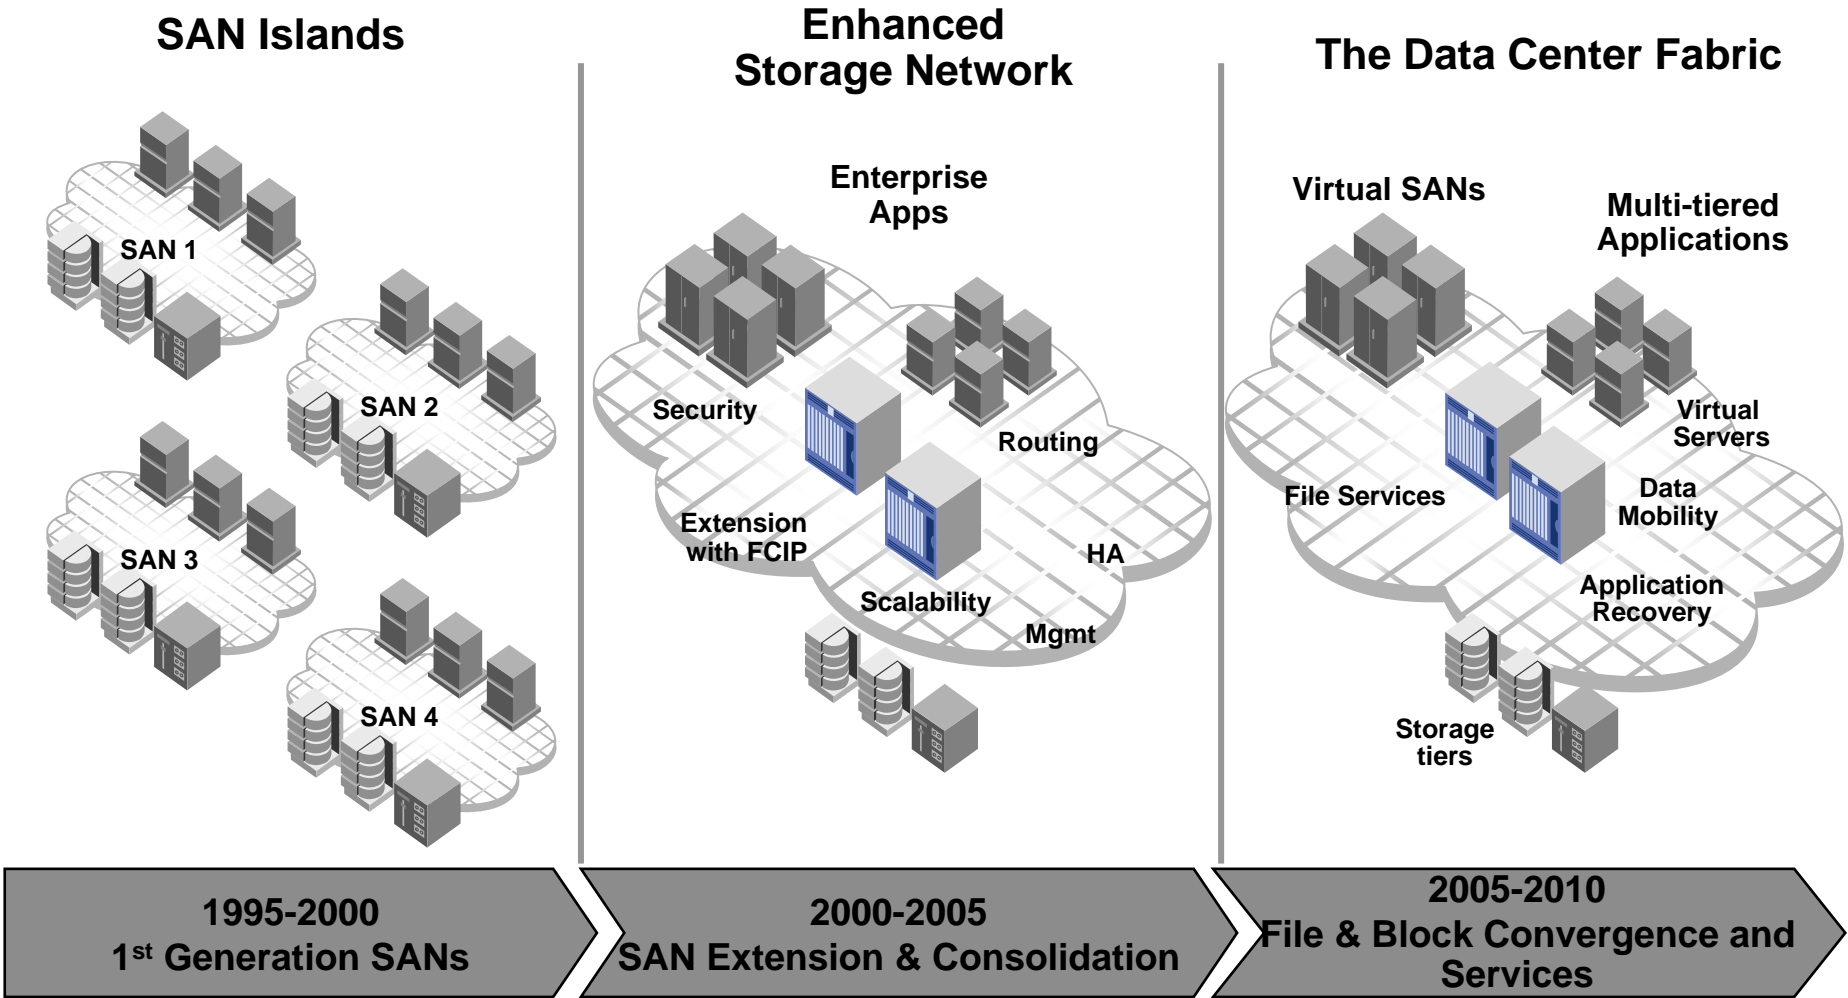 SAN Islands
SAN 1
SAN 2
SAN 3
SAN 4
1995-2000
1st Generation SANs
Enhanced
Storage Network
Enterprise
Apps
Security
Routing
Extension
with FCIP
HA
Scalability
Mgmt
2000-2005
SAN Extension & Consolidation
The Data Center Fabric
Virtual SANs
Multi-tiered
Applications
Virtual
Servers
File Services
Data
Mobility
Application
Recovery
Storage
tiers
2005-2010
File & Block Convergence and
Services